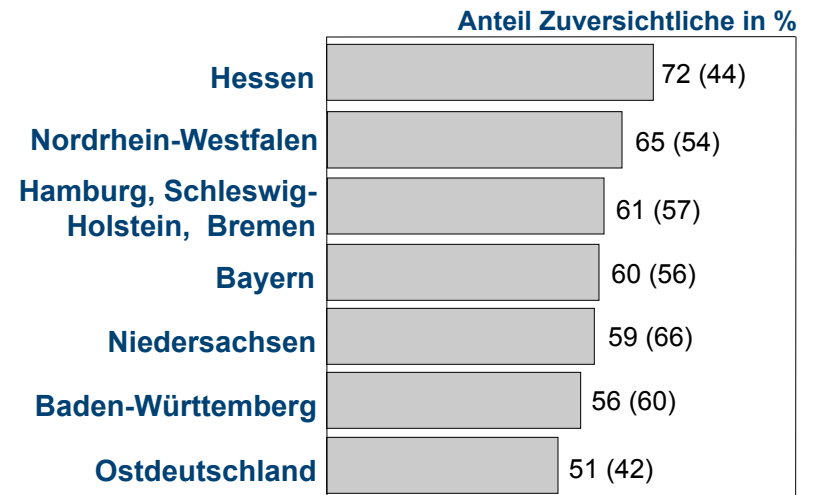 Anteil Zuversichtliche in %
Hessen 72 (44)
Nordrhein-Westfalen 65 (54)
Hamburg, Schleswig-
Holstein, Bremen 61 (57)
Bayern 60 (56)
Niedersachsen 59 (66)
Baden-Württemberg 56 (60)
Ostdeutschland 51 (42)